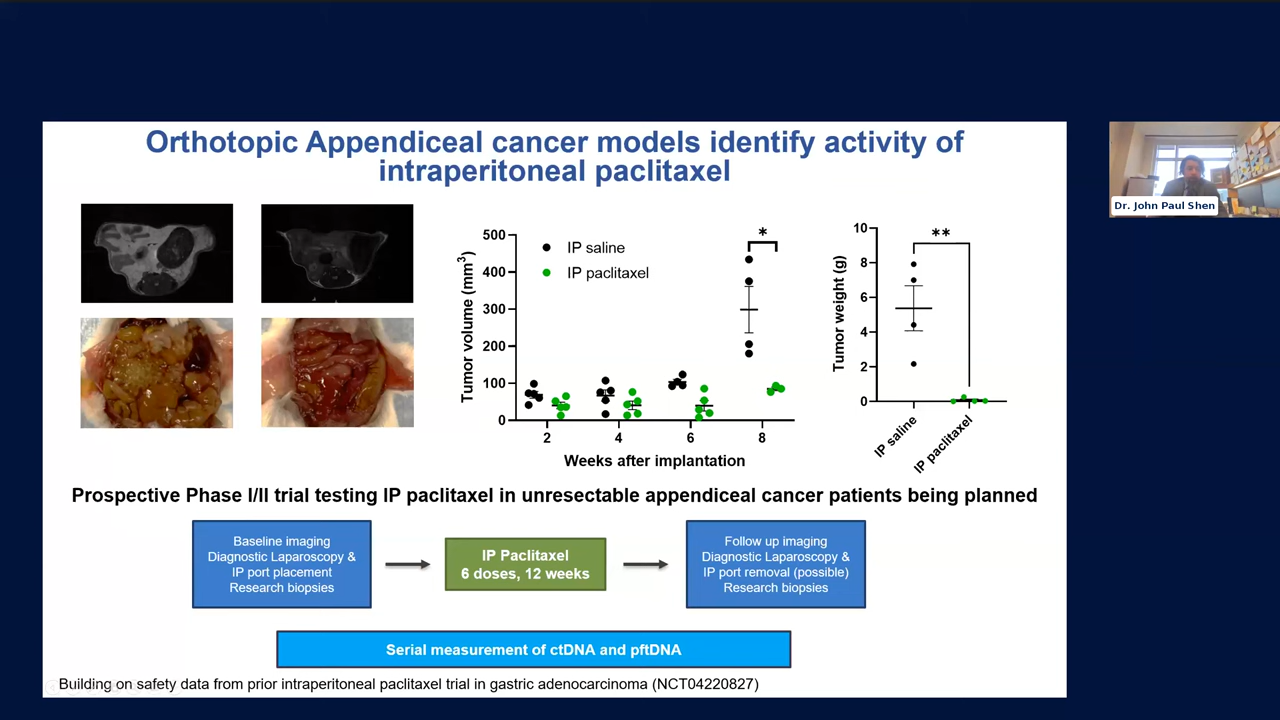 Orthotopic Appendiceal cancer models identify activity of
intraperitoneal paclitaxel
Dr. John Paul Shen
Tumor volume (mm³)
500
400
300
200
100
0
IP saline
IP paclitaxel
*
2
4
6
8
Weeks after implantation
Tumor weight (g)
10
8
6
4
2
0
**
IP saline
IP paclitaxel
Prospective Phase I/II trial testing IP paclitaxel in unresectable appendiceal cancer patients being planned
Baseline imaging
Diagnostic Laparoscopy &
IP port placement
Research biopsies
IP Paclitaxel
6 doses, 12 weeks
Follow up imaging
Diagnostic Laparoscopy &
IP port removal (possible)
Research biopsies
Serial measurement of ctDNA and pftDNA
Building on safety data from prior intraperitoneal paclitaxel trial in gastric adenocarcinoma (NCT04220827)